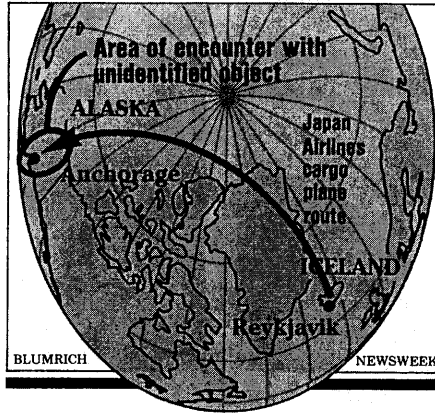 Area of encounter with
unidentified object
ALASKA
Anchorage
Japan
Airlines
cargo
plane
route
ICELAND
Reykjavik
BLUMRICH
NEWSWEEK